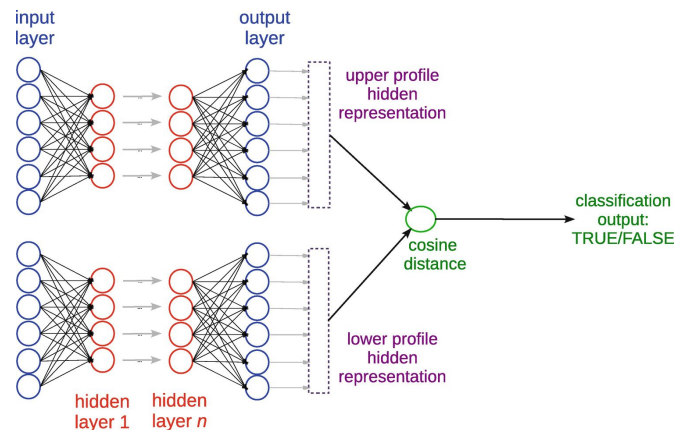 input
layer
output
layer
upper profile
hidden
representation
classification
output:
TRUE/FALSE
cosine
distance
lower profile
hidden
representation
hidden
layer 1
hidden
layer n